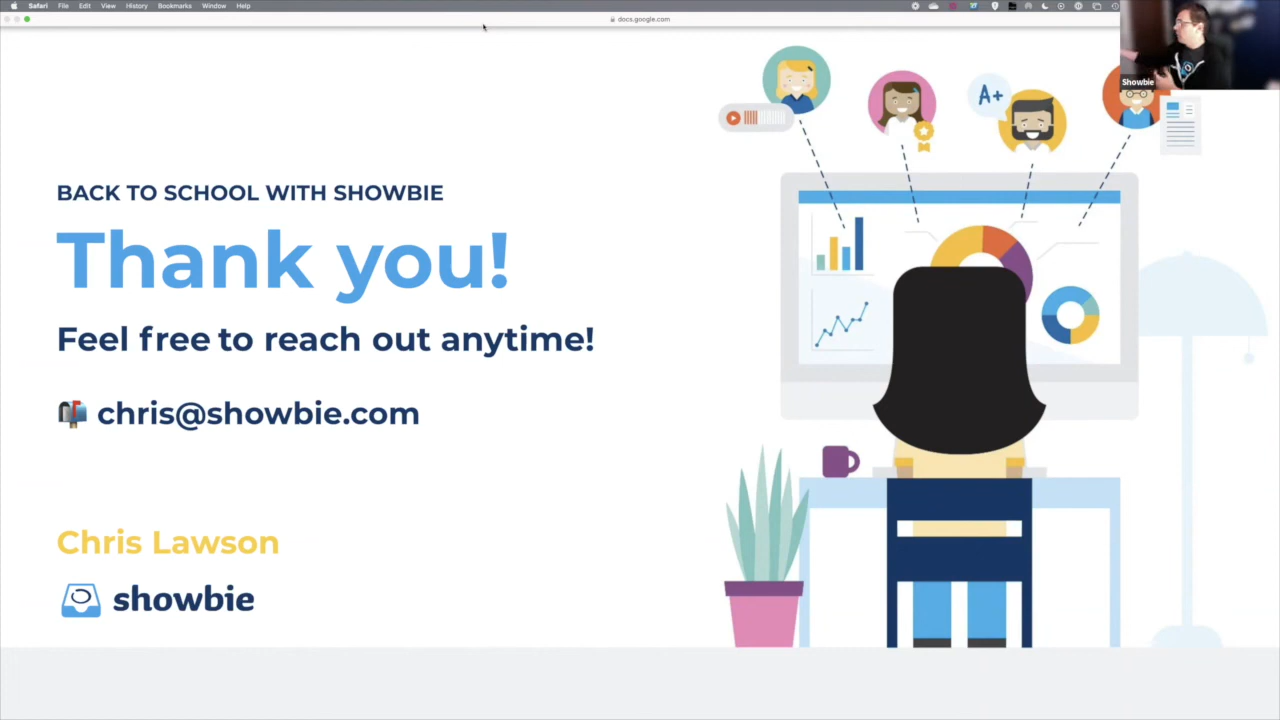 Safari File Edit View History Bookmarks Window Help
docs.google.com
Showbie
A+
BACK TO SCHOOL WITH SHOWBIE
Thank you!
Feel free to reach out anytime!
chris@showbie.com
Chris Lawson
showbie